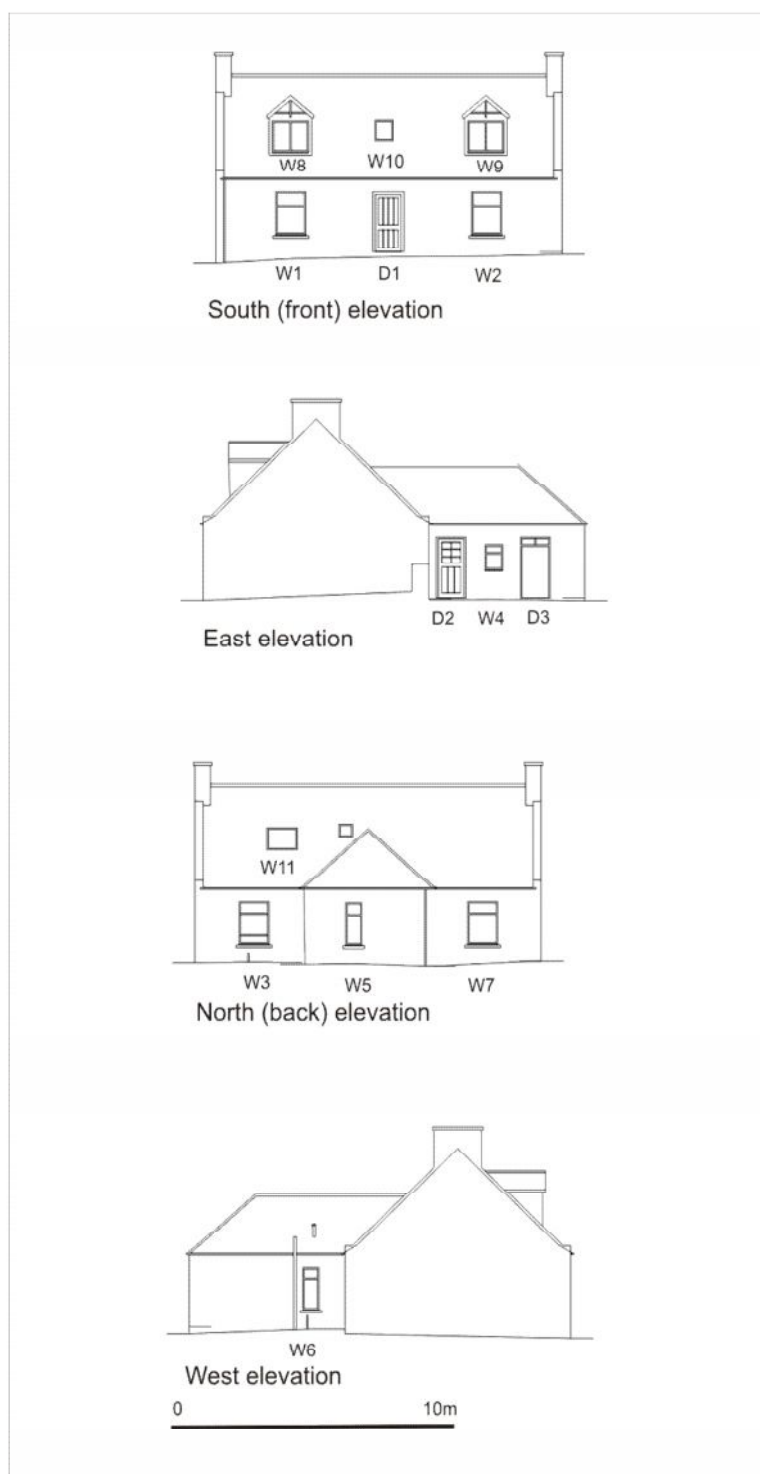 W8 W10 W9
W1 D1 W2
South (front) elevation
D2 W4 D3
East elevation
W11
W3 W5 W7
North (back) elevation
W6
West elevation
0 10m